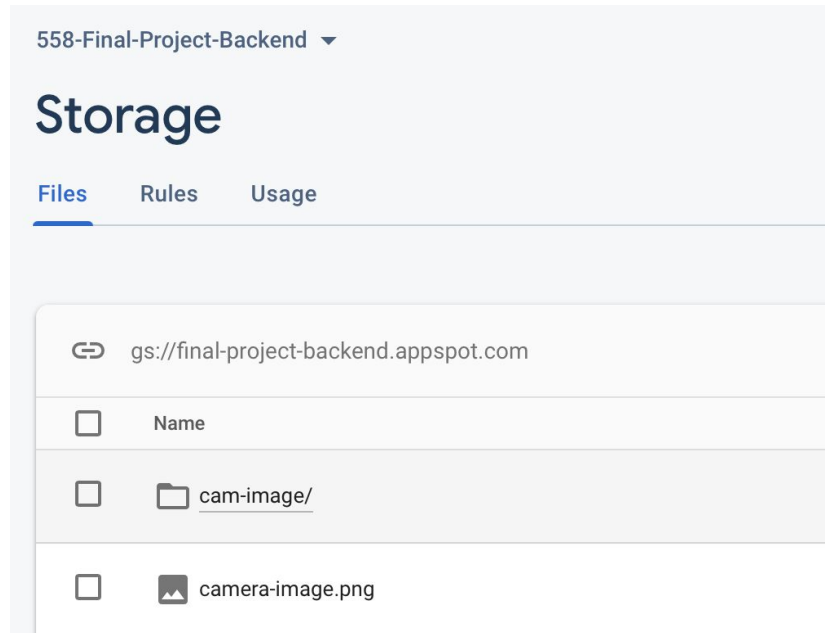 558-Final-Project-Backend
Storage
Files Rules Usage
gs://final-project-backend.appspot.com
Name
cam-image/
camera-image.png